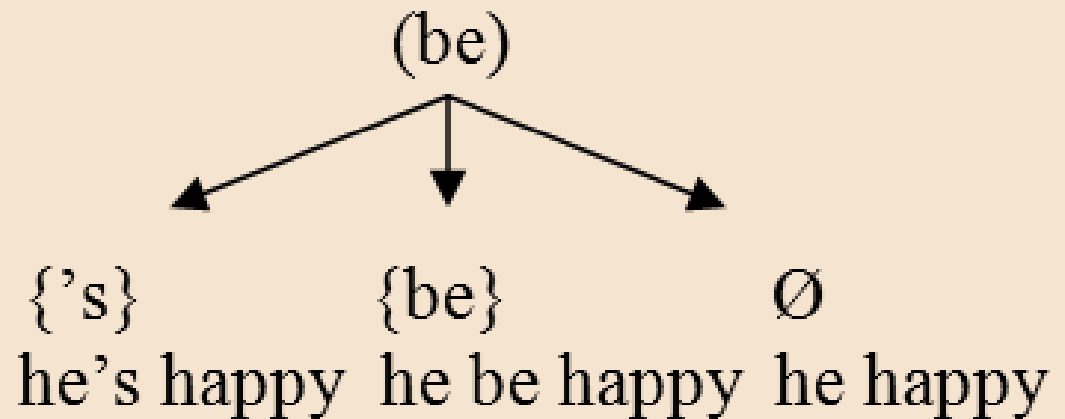 (be)
{’s} {be} Ø
he’s happy he be happy he happy